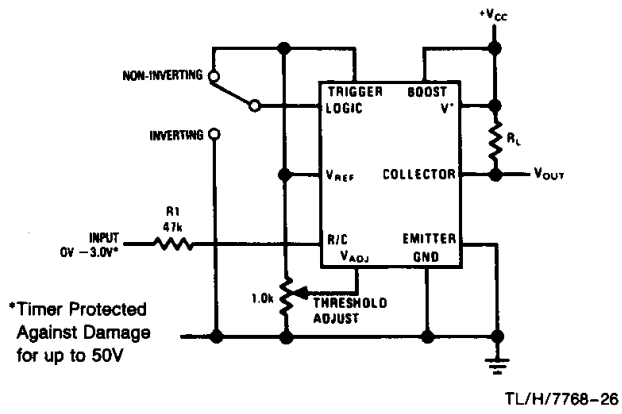 +VCC
NON-INVERTING
TRIGGER
BOOST
LOGIC
V+
INVERTING
RL
VREF
COLLECTOR
VOUT
R1
47k
INPUT
0V –3.0V*
R/C
EMITTER
VADJ
GND
1.0k
THRESHOLD
ADJUST
*Timer Protected
Against Damage
for up to 50V
TL/H/7768–26